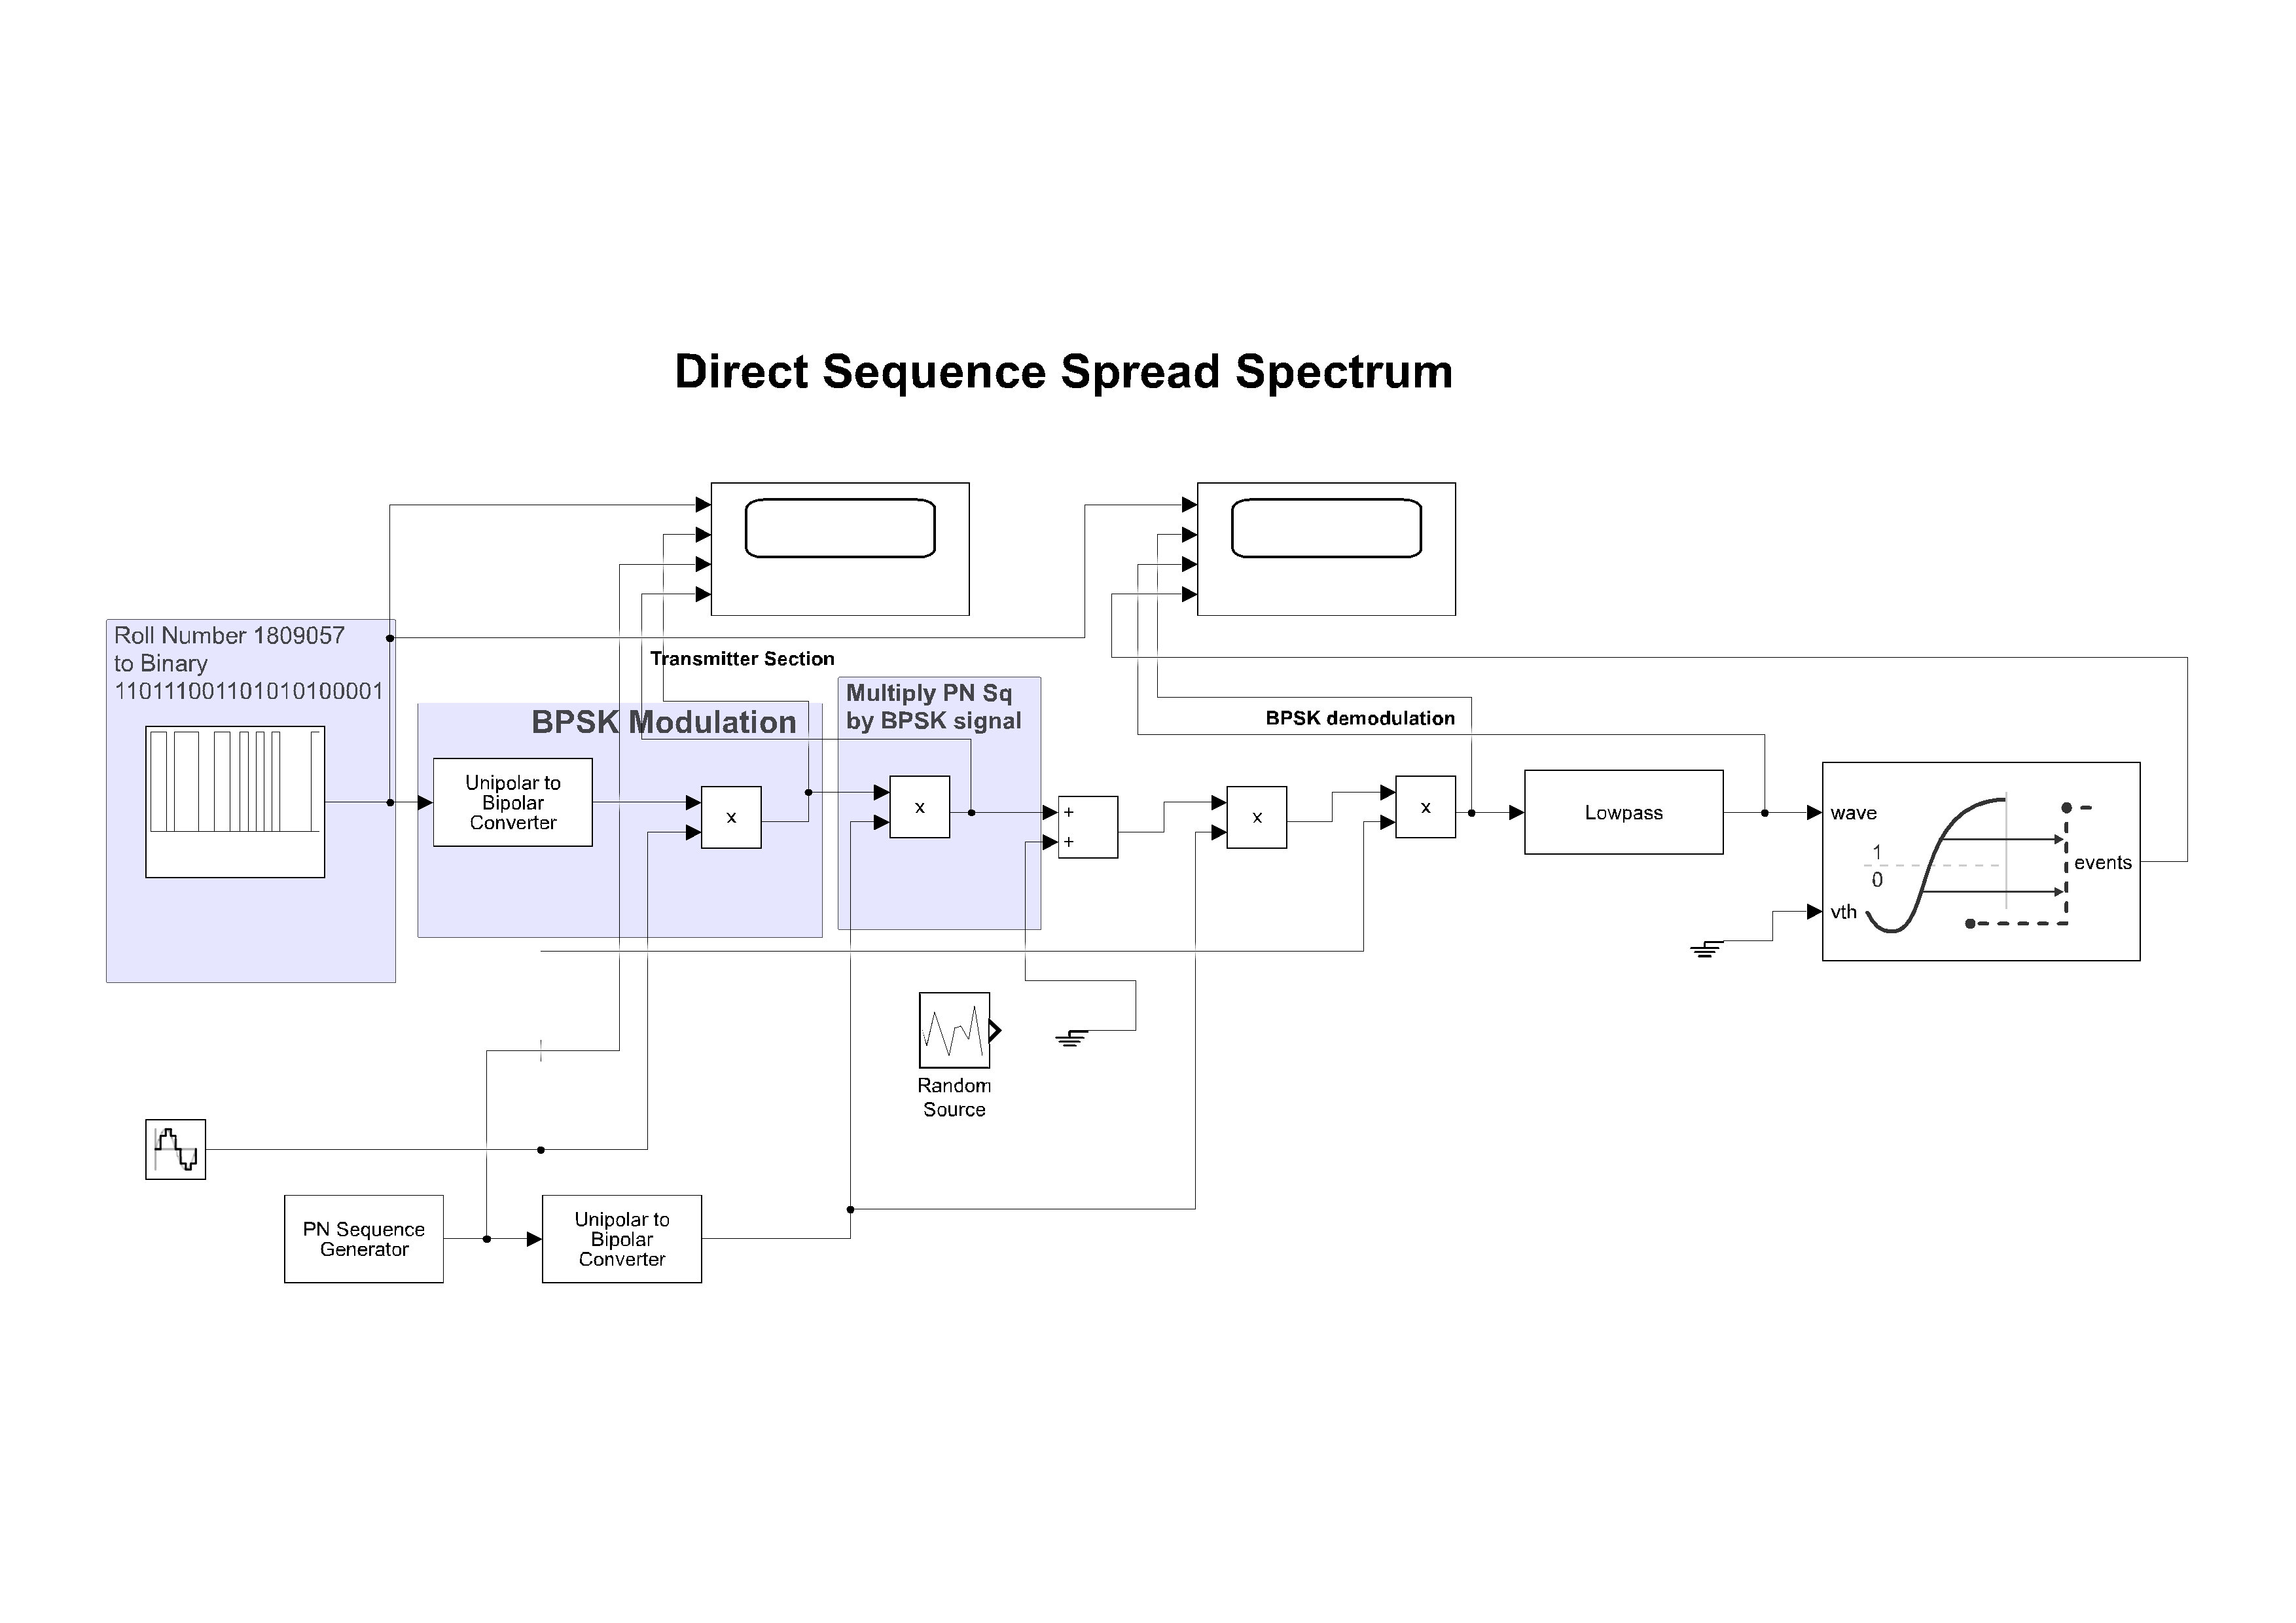 Direct Sequence Spread Spectrum
Roll Number 1809057
to Binary
110111001101010100001
Transmitter Section
BPSK Modulation
Multiply PN Sq
by BPSK signal
BPSK demodulation
Unipolar to
Bipolar
Converter
x
x
+
+
x
x
Lowpass
wave
1
0
events
vth
Random
Source
PN Sequence
Generator
Unipolar to
Bipolar
Converter